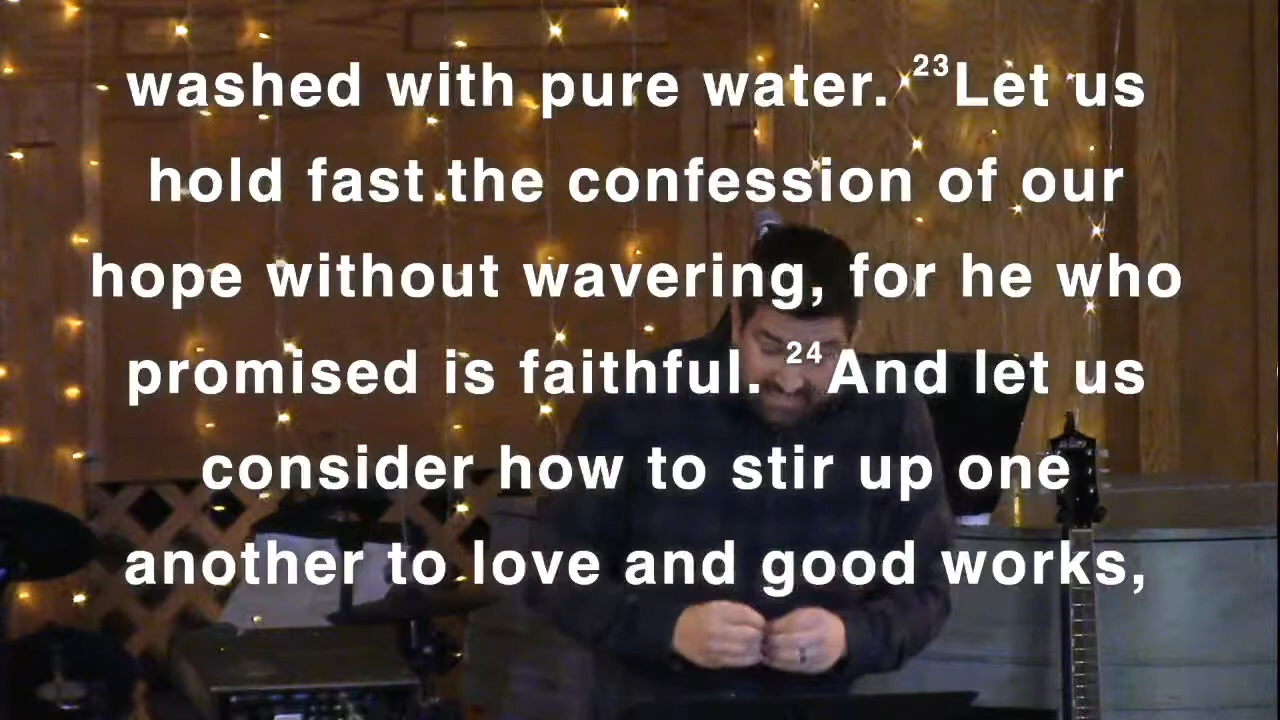 washed with pure water. ²³Let us
hold fast the confession of our
hope without wavering, for he who
promised is faithful. ²⁴And let us
consider how to stir up one
another to love and good works,